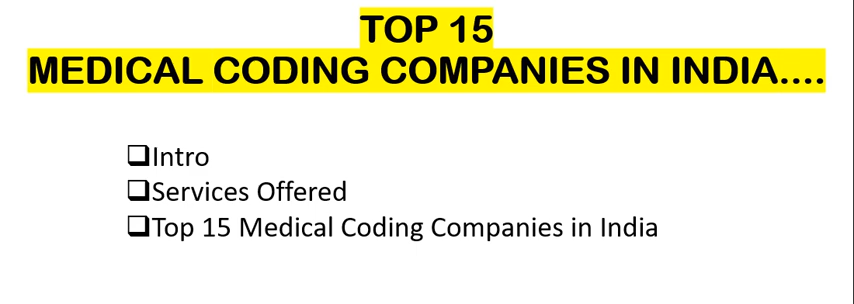 TOP 15
MEDICAL CODING COMPANIES IN INDIA....
❑Intro
❑Services Offered
❑Top 15 Medical Coding Companies in India